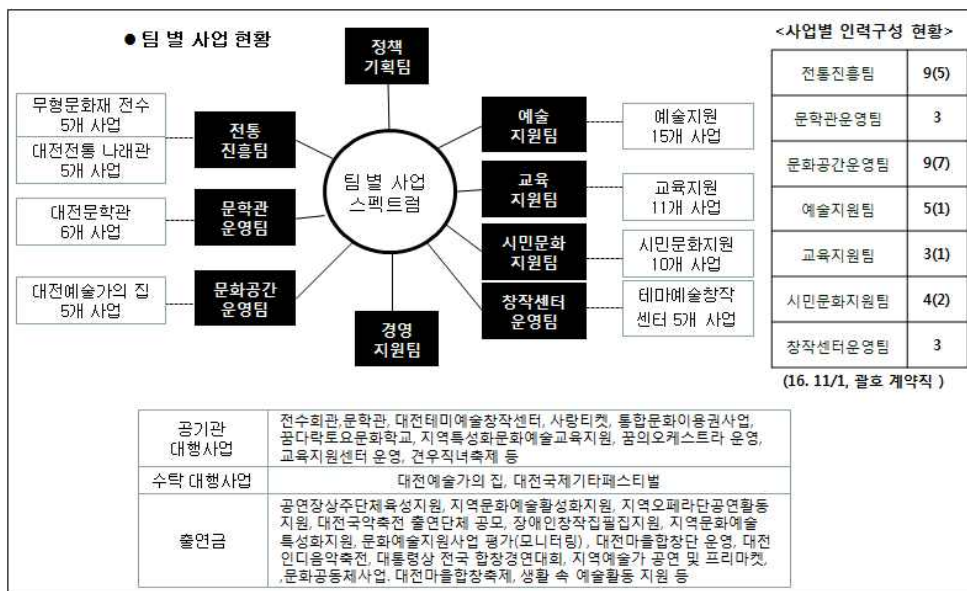 ● 팀 별 사업 현황
정책
기획팀
무형문화재 전수
5개 사업
대전전통 나래관
5개 사업
전통
진흥팀
대전문학관
6개 사업
문학관
운영팀
대전예술가의 집
5개 사업
문화공간
운영팀
팀 별 사업
스펙트럼
경영
지원팀
예술
지원팀
예술지원
15개 사업
교육
지원팀
교육지원
11개 사업
시민문화
지원팀
시민문화지원
10개 사업
창작센터
운영팀
테마예술창작
센터 5개 사업
<사업별 인력구성 현황>
전통진흥팀 9(5)
문학관운영팀 3
문화공간운영팀 9(7)
예술지원팀 5(1)
교육지원팀 3(1)
시민문화지원팀 4(2)
창작센터운영팀 3
(16. 11/1, 괄호 계약직 )
공기관
대행사업
전수회관,문학관, 대전테미예술창작센터, 사랑티켓, 통합문화이용권사업,
꿈다락토요문화학교, 지역특성화문화예술교육지원, 꿈의오케스트라 운영,
교육지원센터 운영, 견우직녀축제 등
수탁 대행사업
대전예술가의 집, 대전국제기타페스티벌
출연금
공연장상주단체육성지원, 지역문화예술활성화지원, 지역오페라단공연활동
지원, 대전국악축전 출연단체 공모, 장애인창작집필집지원, 지역문화예술
특성화지원, 문화예술지원사업 평가(모니터링) , 대전마을합창단 운영, 대전
인디음악축전, 대통령상 전국 합창경연대회, 지역예술가 공연 및 프리마켓,
,문화공동체사업. 대전마을합창축제, 생활 속 예술활동 지원 등